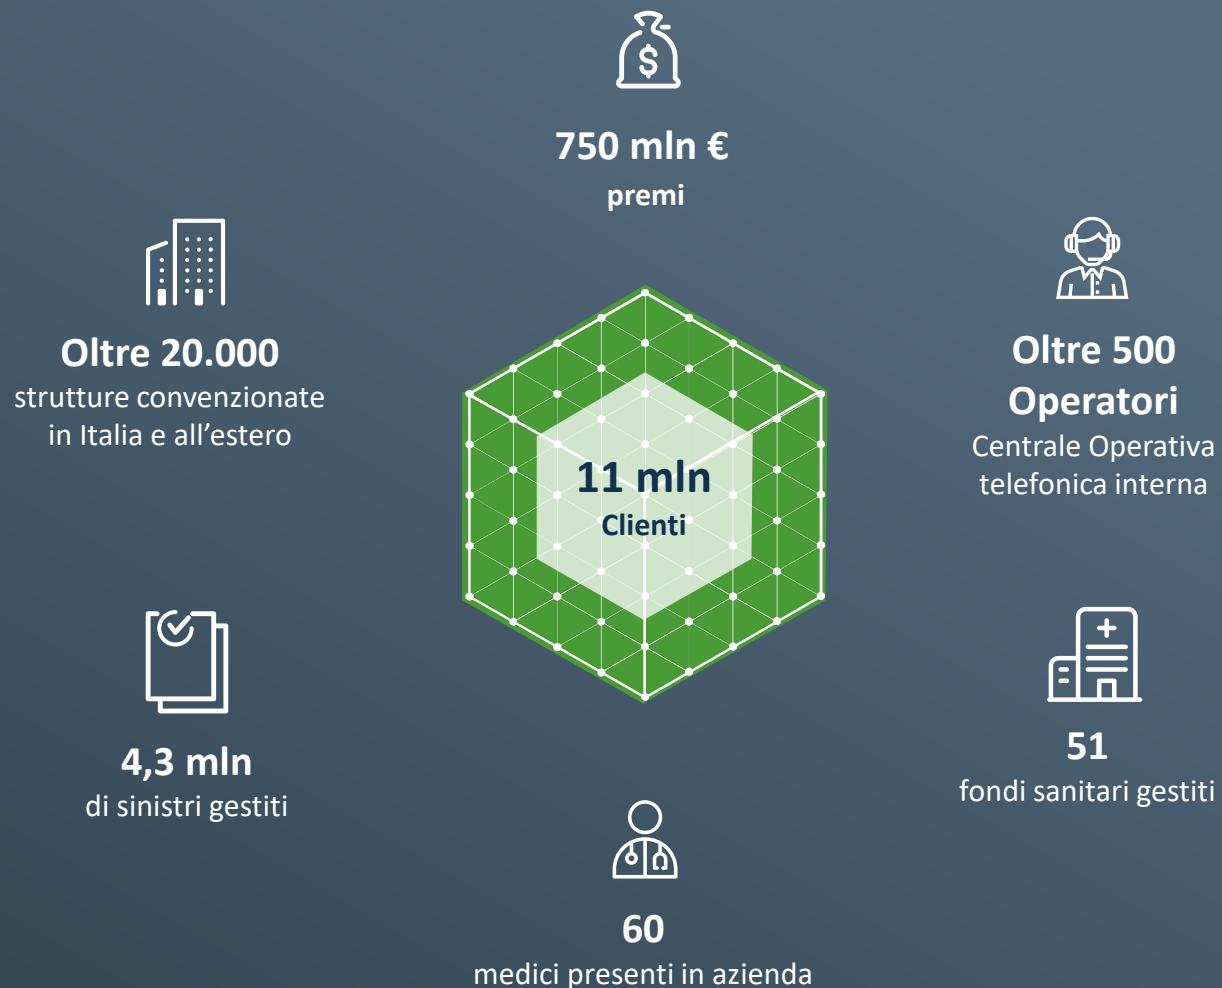 $
750 mln €
premi
Oltre 20.000
strutture convenzionate
in Italia e all’estero
Oltre 500
Operatori
Centrale Operativa
telefonica interna
11 mln
Clienti
4,3 mln
di sinistri gestiti
51
fondi sanitari gestiti
60
medici presenti in azienda